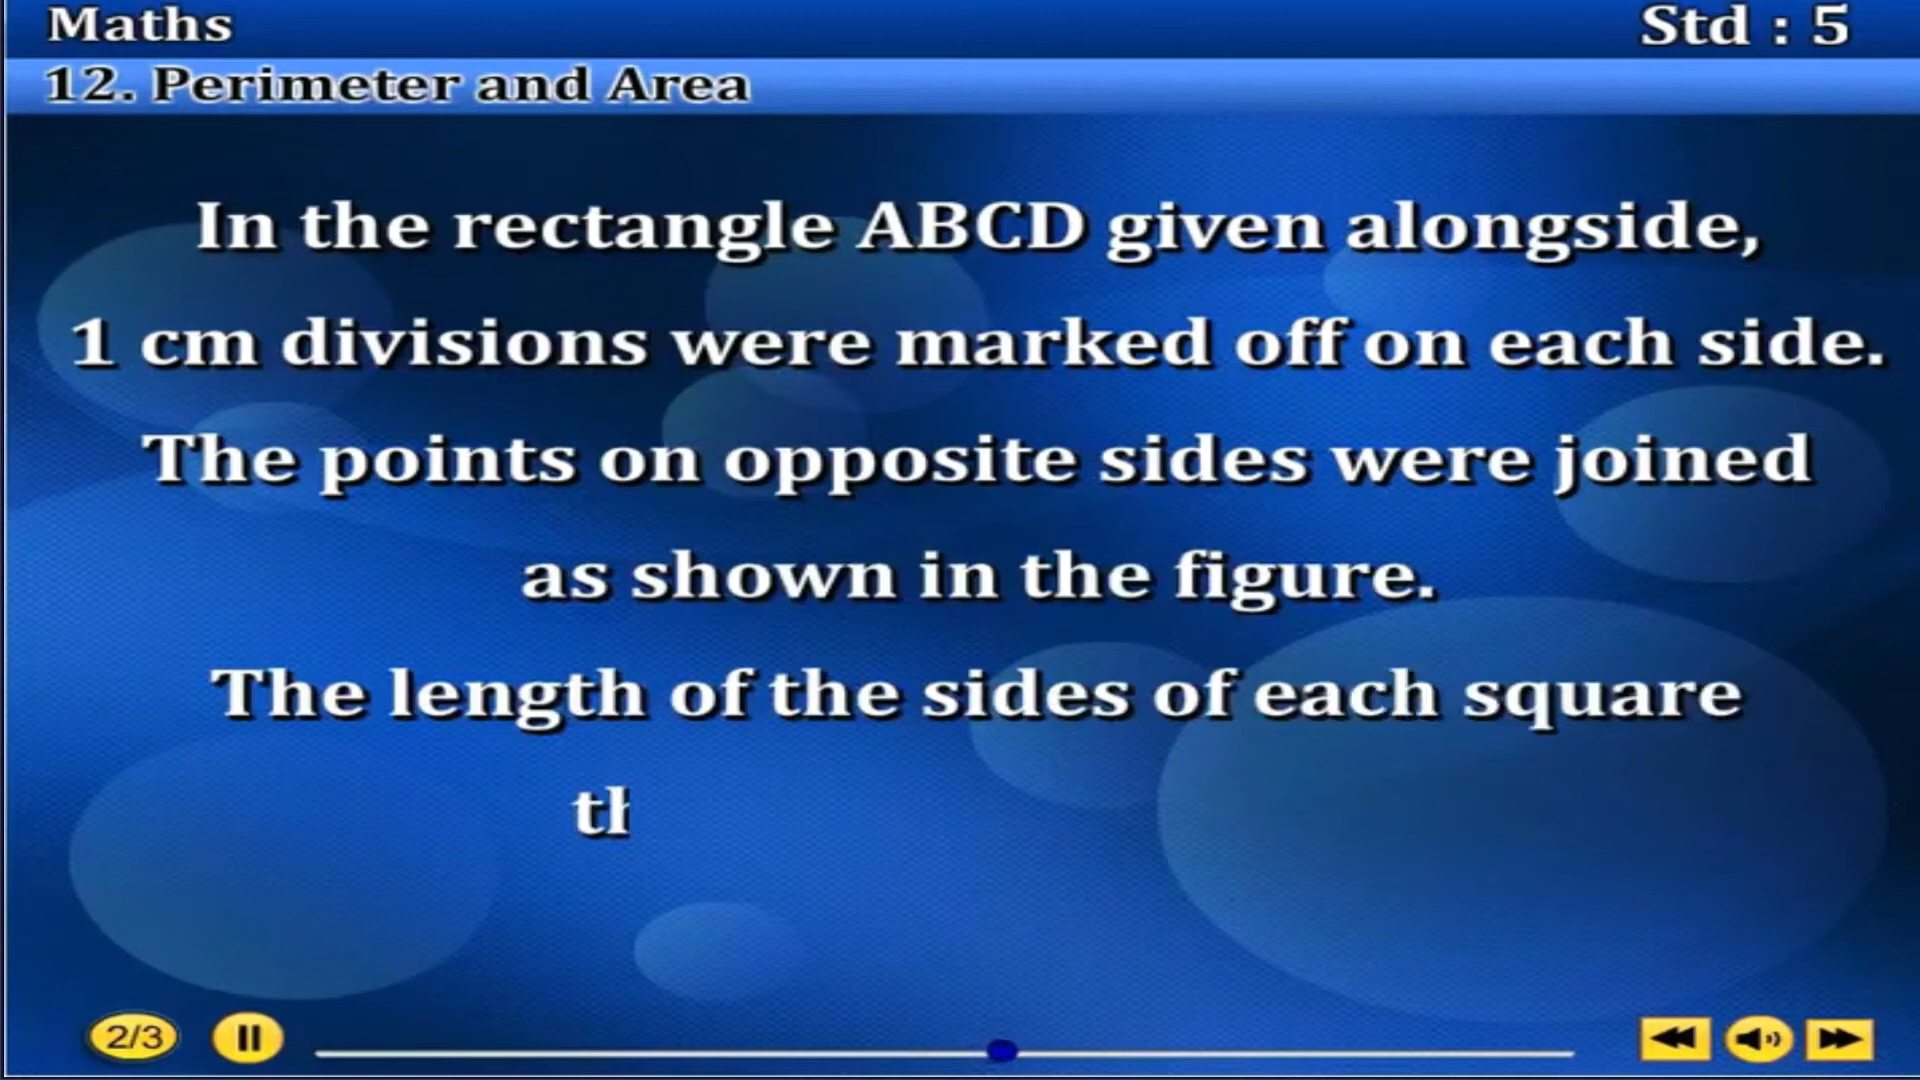 Maths
Std : 5
12. Perimeter and Area
In the rectangle ABCD given alongside,
1 cm divisions were marked off on each side.
The points on opposite sides were joined
as shown in the figure.
The length of the sides of each square
2/3